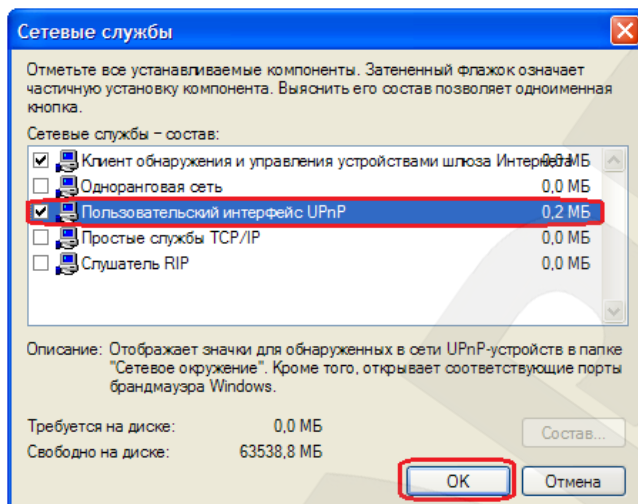 Сетевые службы
Отметьте все устанавливаемые компоненты. Затененный флажок означает
частичную установку компонента. Выяснить его состав позволяет одноименная
кнопка.
Сетевые службы – состав:
Клиент обнаружения и управления устройствами шлюза Интернета 0,0 МБ
Одноранговая сеть 0,0 МБ
Пользовательский интерфейс UPnP 0,2 МБ
Простые службы TCP/IP 0,0 МБ
Слушатель RIP 0,0 МБ
Описание: Отображает значки для обнаруженных в сети UPnP-устройств в папке
"Сетевое окружение". Кроме того, открывает соответствующие порты
брандмауэра Windows.
Требуется на диске: 0,0 МБ
Состав...
Свободно на диске: 63538,8 МБ
ОК Отмена